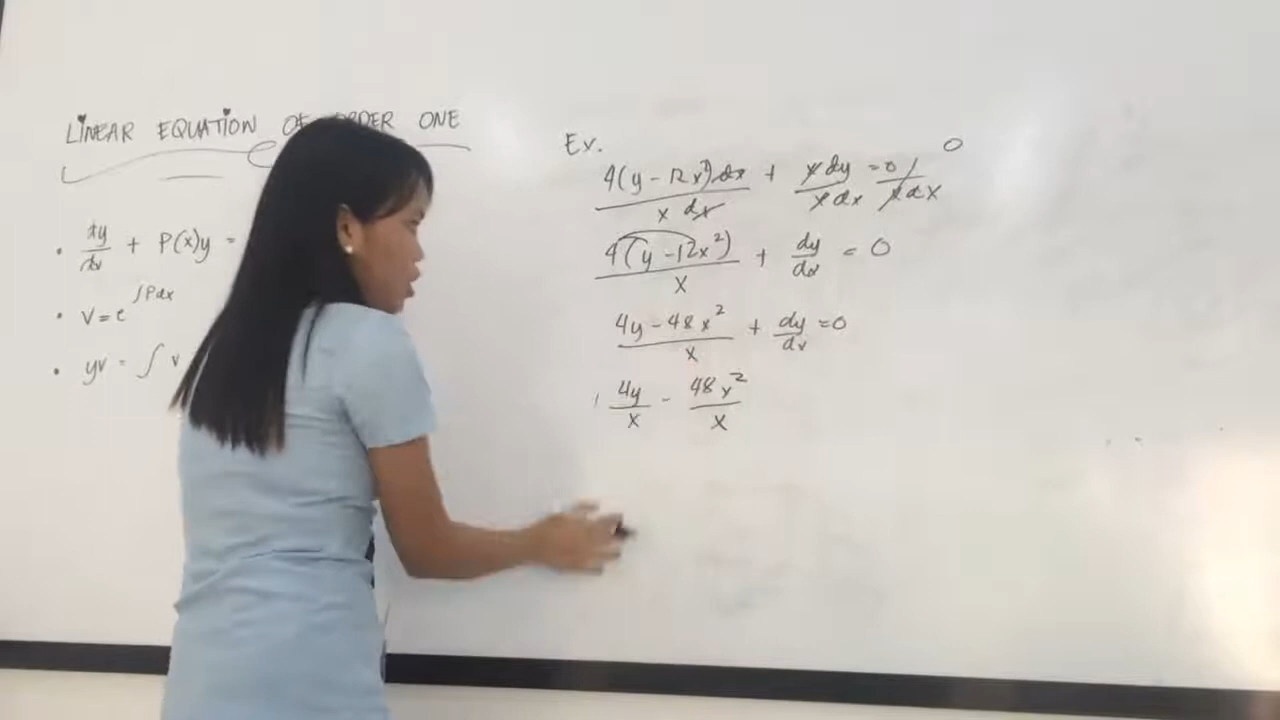 LINEAR EQUATION OF ORDER ONE
• dy/dx + P(x)y =
• v = e^∫Pdx
• yv = ∫ v
Ex.
4(y - 12x²)dx / x dx + x dy / x dx = 0 / x dx 0
4(y - 12x²) / x + dy/dx = 0
4y - 48x² / x + dy/dx = 0
4y/x - 48x²/x